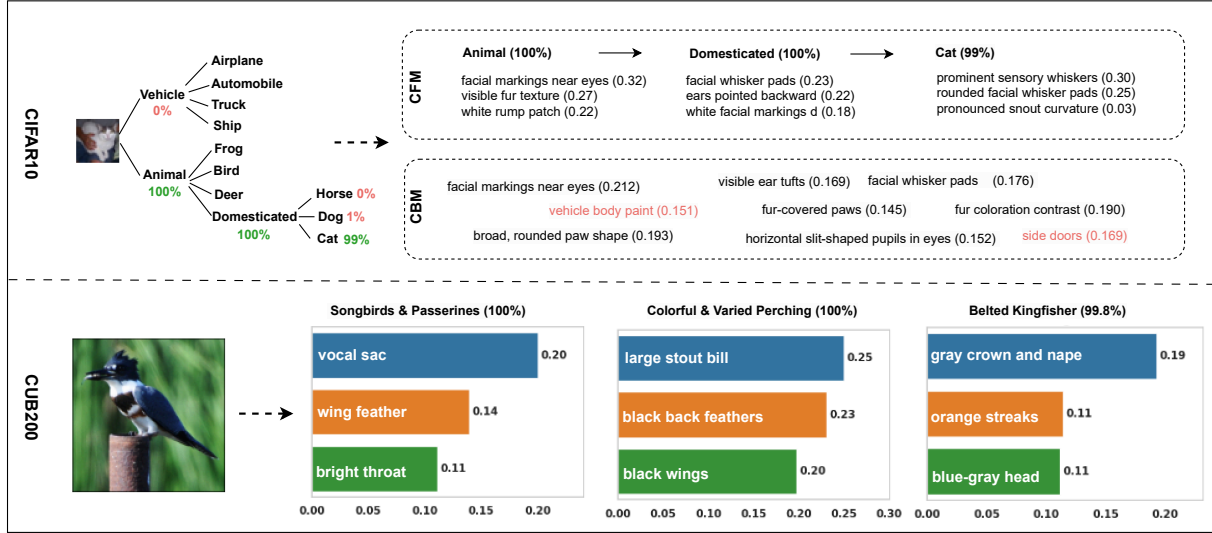 CIFAR10
Airplane
Automobile
Truck
Ship
Vehicle
0%
Frog
Bird
Deer
Domesticated
100%
Animal
100%
Horse 0%
Dog 1%
Cat 99%
CFM
Animal (100%)
Domesticated (100%)
Cat (99%)
facial markings near eyes (0.32)
visible fur texture (0.27)
white rump patch (0.22)
facial whisker pads (0.23)
ears pointed backward (0.22)
white facial markings d (0.18)
prominent sensory whiskers (0.30)
rounded facial whisker pads (0.25)
pronounced snout curvature (0.03)
CBM
facial markings near eyes (0.212)
visible ear tufts (0.169)
facial whisker pads (0.176)
vehicle body paint (0.151)
fur-covered paws (0.145)
fur coloration contrast (0.190)
broad, rounded paw shape (0.193)
horizontal slit-shaped pupils in eyes (0.152)
side doors (0.169)
CUB200
Songbirds & Passerines (100%)
vocal sac
0.20
wing feather
0.14
bright throat
0.11
0.00 0.05 0.10 0.15 0.20
Colorful & Varied Perching (100%)
large stout bill
0.25
black back feathers
0.23
black wings
0.20
0.00 0.05 0.10 0.15 0.20 0.25 0.30
Belted Kingfisher (99.8%)
gray crown and nape
0.19
orange streaks
0.11
blue-gray head
0.11
0.00 0.05 0.10 0.15 0.20